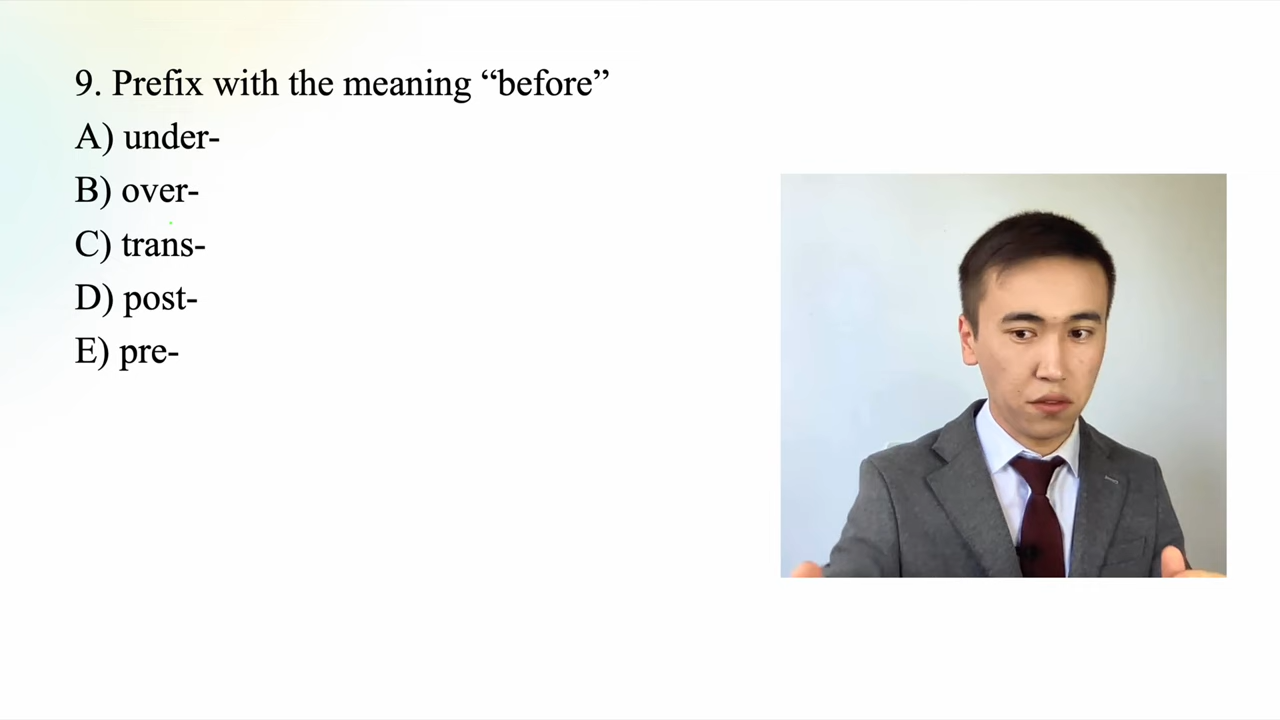 9. Prefix with the meaning “before”
A) under-
B) over-
C) trans-
D) post-
E) pre-